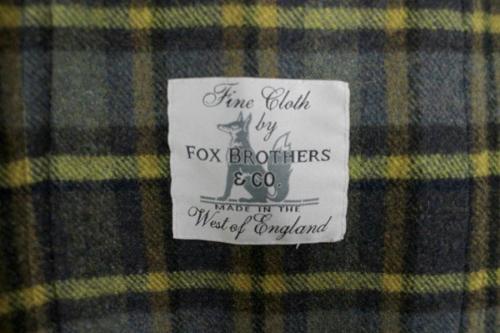 Fine Cloth
by
FOX BROTHERS
& CO.
MADE IN THE
West of England